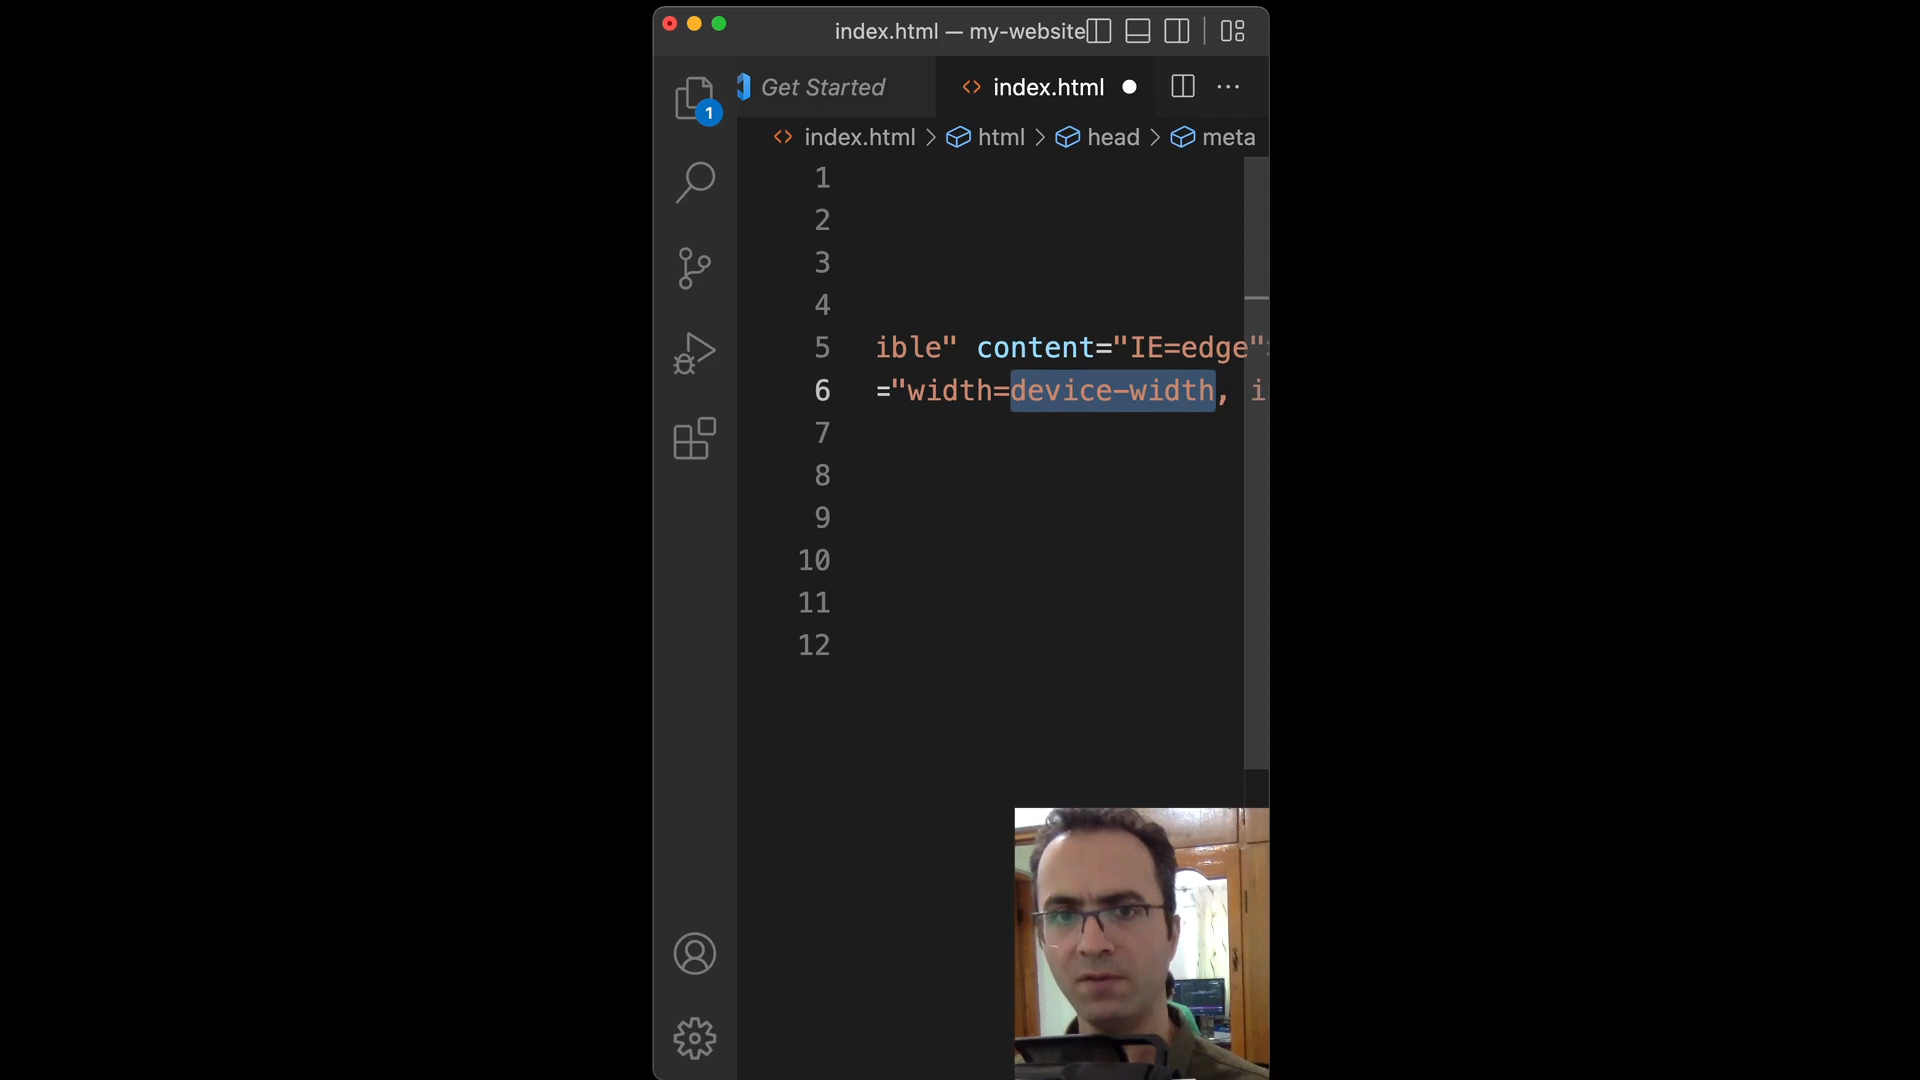 index.html — my-website
Get Started
index.html
index.html > html > head > meta
1
1
2
3
4
5 ible" content="IE=edge"
6 ="width=device-width, i
7
8
9
10
11
12